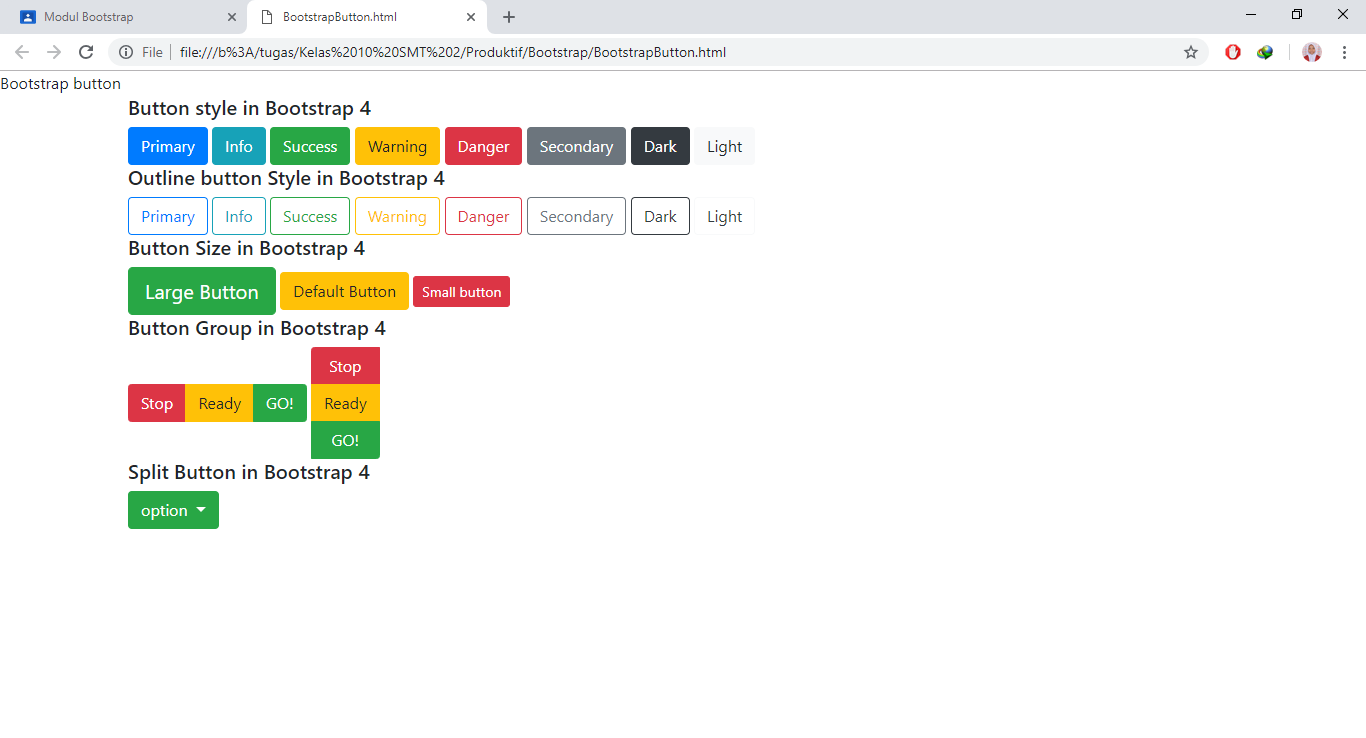 Modul Bootstrap
BootstrapButton.html
File file:///b%3A/tugas/Kelas%2010%20SMT%202/Produktif/Bootstrap/BootstrapButton.html
Bootstrap button
Button style in Bootstrap 4
Primary Info Success Warning Danger Secondary Dark Light
Outline button Style in Bootstrap 4
Primary Info Success Warning Danger Secondary Dark Light
Button Size in Bootstrap 4
Large Button Default Button Small button
Button Group in Bootstrap 4
Stop Ready GO!
Stop
Ready
GO!
Split Button in Bootstrap 4
option